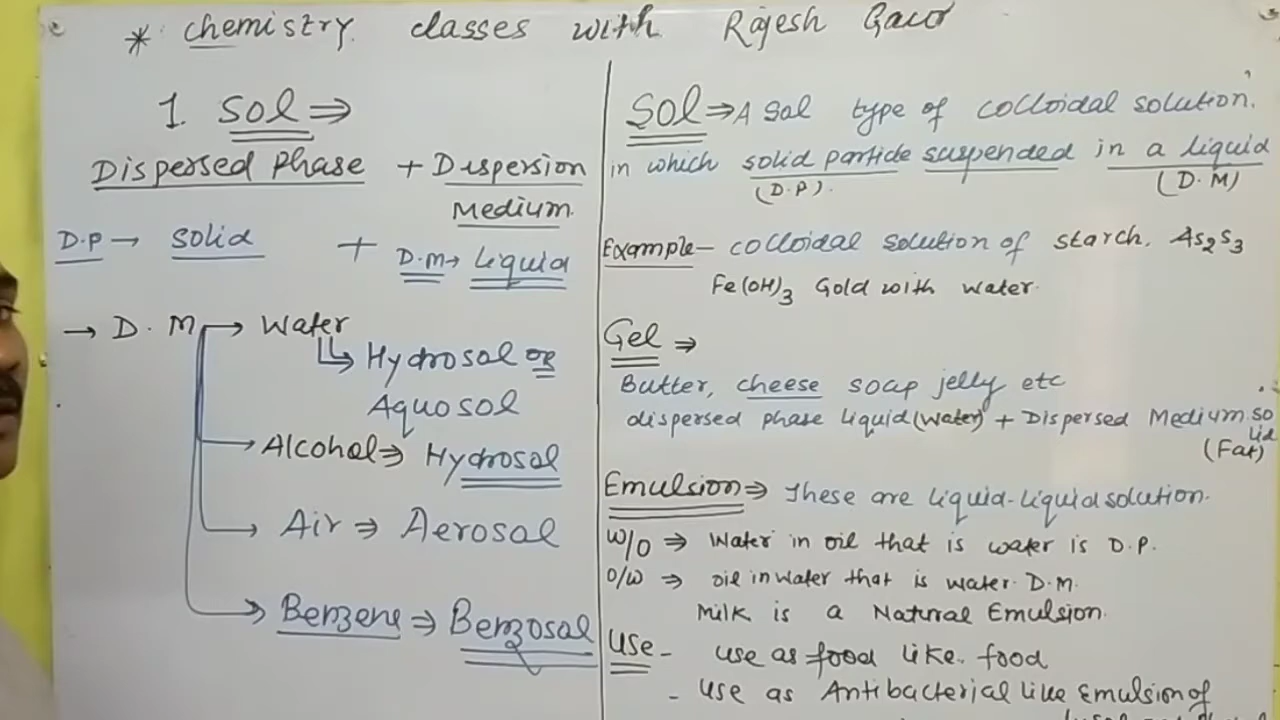 * chemistry classes with Rajesh Gaur
1 Sol ⇒
Dispersed Phase + Dispersion
Medium.
D.P → Solid + D.M → Liquid
→ D.M → Water
↳ Hydrosol or
Aquosol
→ Alcohol ⇒ Hydrosol
→ Air ⇒ Aerosol
→ Benzene ⇒ Benzosal
Sol ⇒ A Sol type of colloidal solution.
in which solid particle suspended in a liquid
(D.P). (D.M)
Example - colloidal solution of starch, As₂S₃
Fe(OH)₃ Gold with water.
Gel ⇒
Butter, cheese soap jelly etc
dispersed phase liquid (water) + Dispersed Medium so
lid
(Fat)
Emulsion ⇒ These are liquid-liquid solution.
W/O ⇒ Water in oil that is water is D.P.
O/W ⇒ oil in water that is water D.M.
Milk is a Natural Emulsion.
Use - use as food like food
- use as Antibacterial like Emulsion of